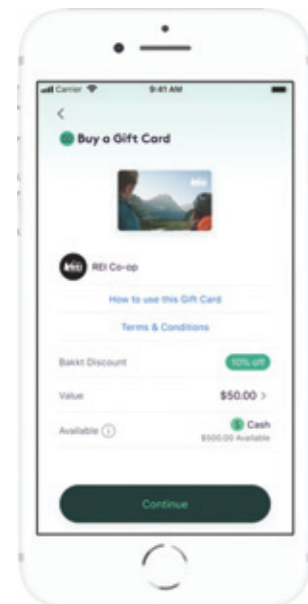 Carrier 9:41 AM
Buy a Gift Card
REI
REI Co-op
How to use this Gift Card
Terms & Conditions
Bakkt Discount 10% off
Value $50.00 >
Available i $ Cash
$500.00 Available
Continue